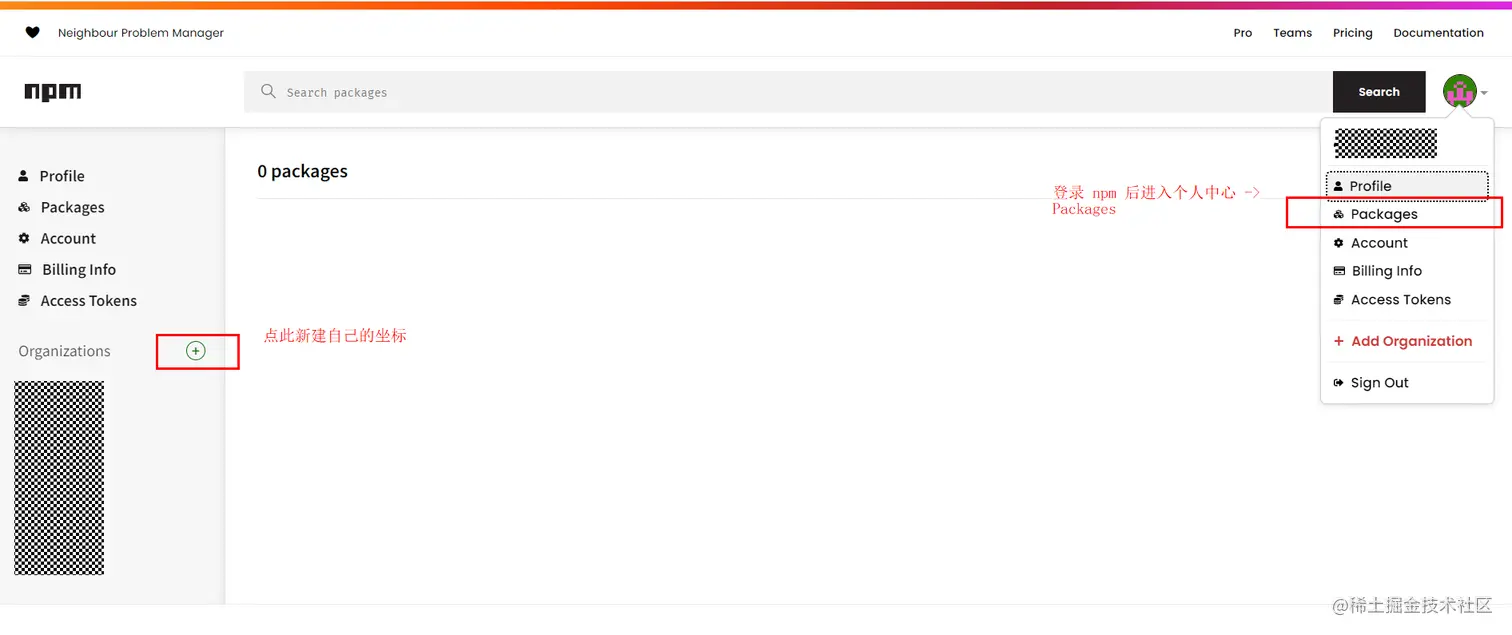 Neighbour Problem Manager
Pro Teams Pricing Documentation
npm
Search packages
Search
Profile
Packages
Account
Billing Info
Access Tokens
Organizations
0 packages
点此新建自己的坐标
登录 npm 后进入个人中心 ->
Packages
Profile
Packages
Account
Billing Info
Access Tokens
+ Add Organization
Sign Out
@稀土掘金技术社区